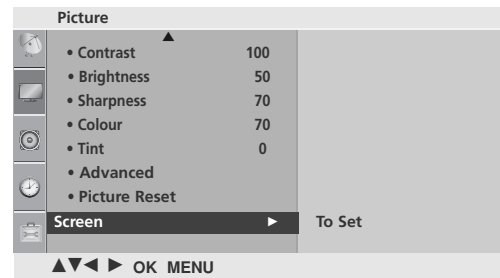 Picture
▲
• Contrast 100
• Brightness 50
• Sharpness 70
• Colour 70
• Tint 0
• Advanced
• Picture Reset
Screen ► To Set
▲▼◄ ► OK MENU